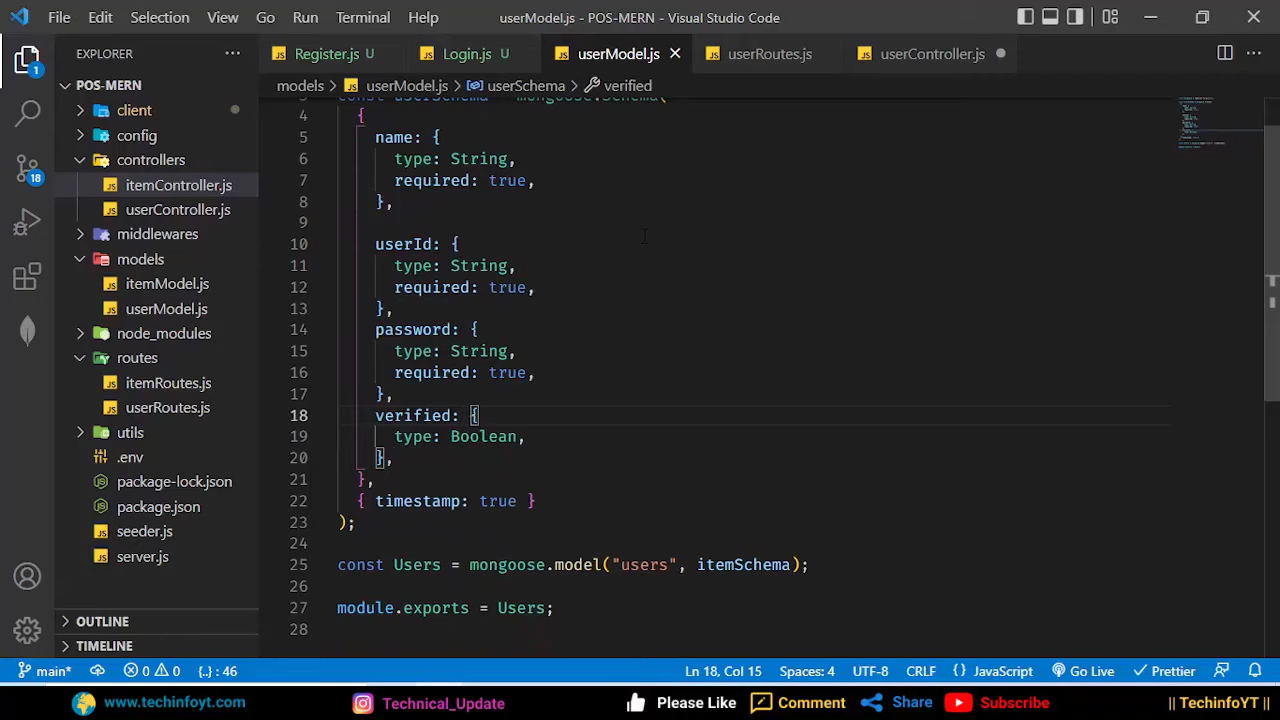 File Edit Selection View Go Run Terminal Help userModel.js - POS-MERN - Visual Studio Code
EXPLORER
Register.js U Login.js U userModel.js userRoutes.js userController.js
models userModel.js userSchema verified
POS-MERN
client
config
controllers
itemController.js
userController.js
middlewares
models
itemModel.js
userModel.js
node_modules
routes
itemRoutes.js
userRoutes.js
utils
.env
package-lock.json
package.json
seeder.js
server.js
OUTLINE
TIMELINE
1
18
3 const userSchema = mongoose.Schema(
4 {
5 name: {
6 type: String,
7 required: true,
8 },
9
10 userId: {
11 type: String,
12 required: true,
13 },
14 password: {
15 type: String,
16 required: true,
17 },
18 verified: {
19 type: Boolean,
20 },
21 },
22 { timestamp: true }
23 );
24
25 const Users = mongoose.model("users", itemSchema);
26
27 module.exports = Users;
28
main* 0 0 {..} : 46 Ln 18, Col 15 Spaces: 4 UTF-8 CRLF {} JavaScript Go Live Prettier
www.techinfoyt.com Technical_Update Please Like Comment Share Subscribe || TechinfoYT ||